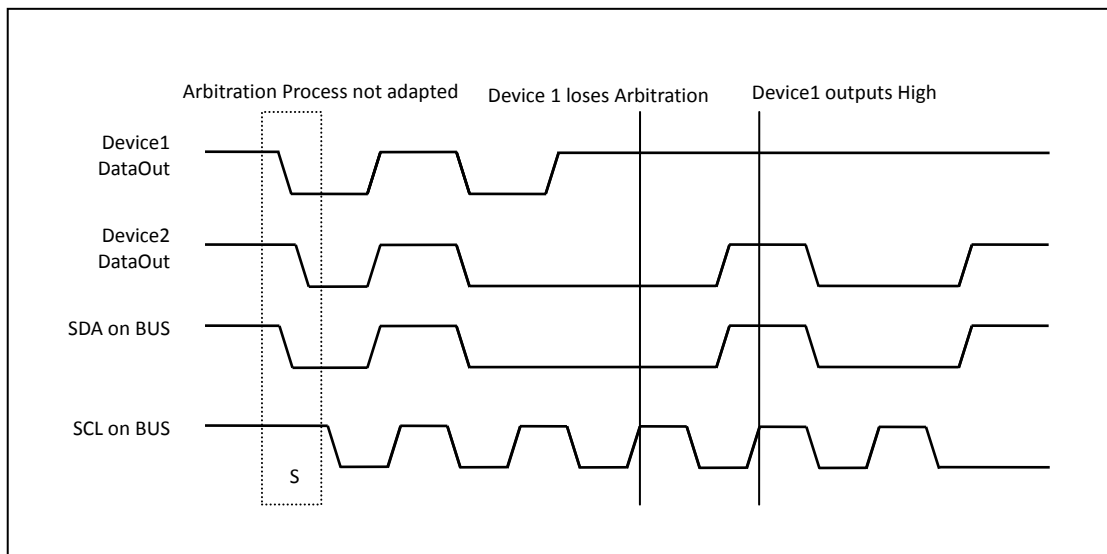 Arbitration Process not adapted
Device 1 loses Arbitration
Device1 outputs High
Device1
DataOut
Device2
DataOut
SDA on BUS
SCL on BUS
S